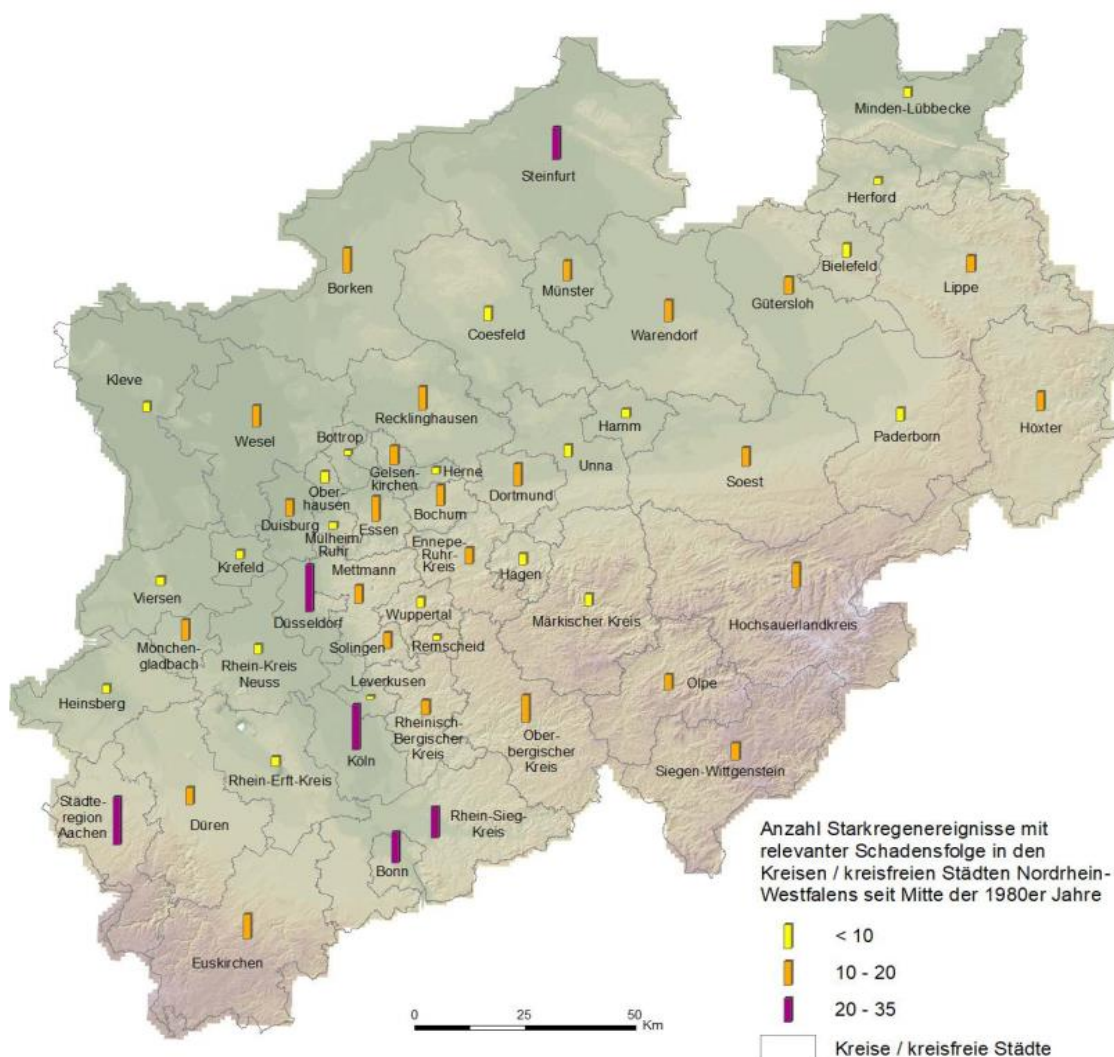 Minden-Lübbecke
Steinfurt
Herford
Bielefeld
Borken
Münster
Lippe
Gütersloh
Coesfeld
Warendorf
Kleve
Recklinghausen
Wesel
Bottrop
Hamm
Paderborn
Höxter
Gelsen-
kirchen
Herne
Unna
Soest
Ober-
hausen
Dortmund
Duisburg
Essen
Bochum
Mülheim/
Ruhr
Ennepe-
Ruhr-
Kreis
Krefeld
Mettmann
Hagen
Viersen
Düsseldorf
Wuppertal
Märkischer Kreis
Hochsauerlandkreis
Mönchen-
gladbach
Solingen
Remscheid
Rhein-Kreis
Neuss
Leverkusen
Olpe
Heinsberg
Rheinisch-
Bergischer
Kreis
Ober-
bergischer
Kreis
Köln
Siegen-Wittgenstein
Rhein-Erft-Kreis
Städte-
region
Aachen
Düren
Rhein-Sieg-
Kreis
Bonn
Euskirchen
Anzahl Starkregenereignisse mit
relevanter Schadensfolge in den
Kreisen / kreisfreien Städten Nordrhein-
Westfalens seit Mitte der 1980er Jahre
< 10
10 - 20
20 - 35
Kreise / kreisfreie Städte
0 25 50
Km